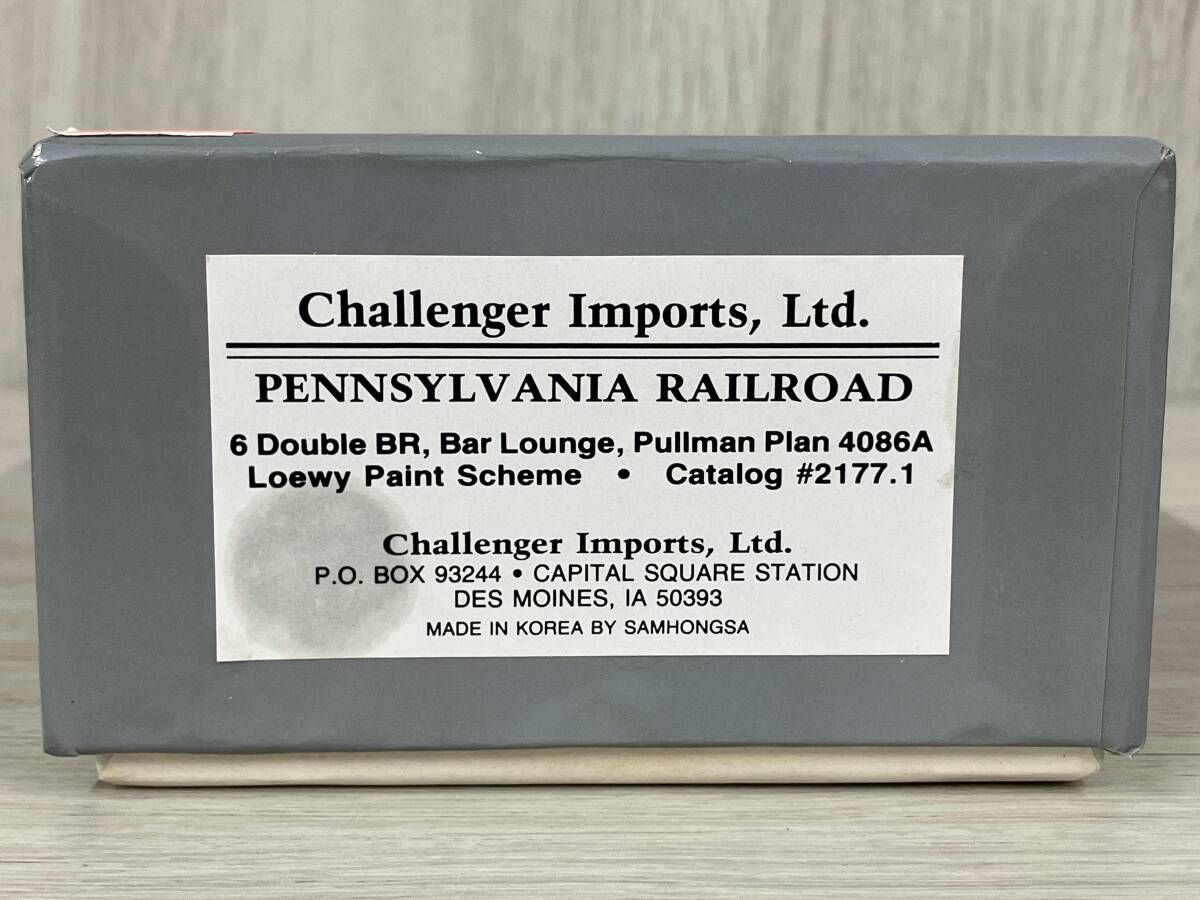 Challenger Imports, Ltd.
PENNSYLVANIA RAILROAD
6 Double BR, Bar Lounge, Pullman Plan 4086A
Loewy Paint Scheme • Catalog #2177.1
Challenger Imports, Ltd.
P.O. BOX 93244 • CAPITAL SQUARE STATION
DES MOINES, IA 50393
MADE IN KOREA BY SAMHONGSA